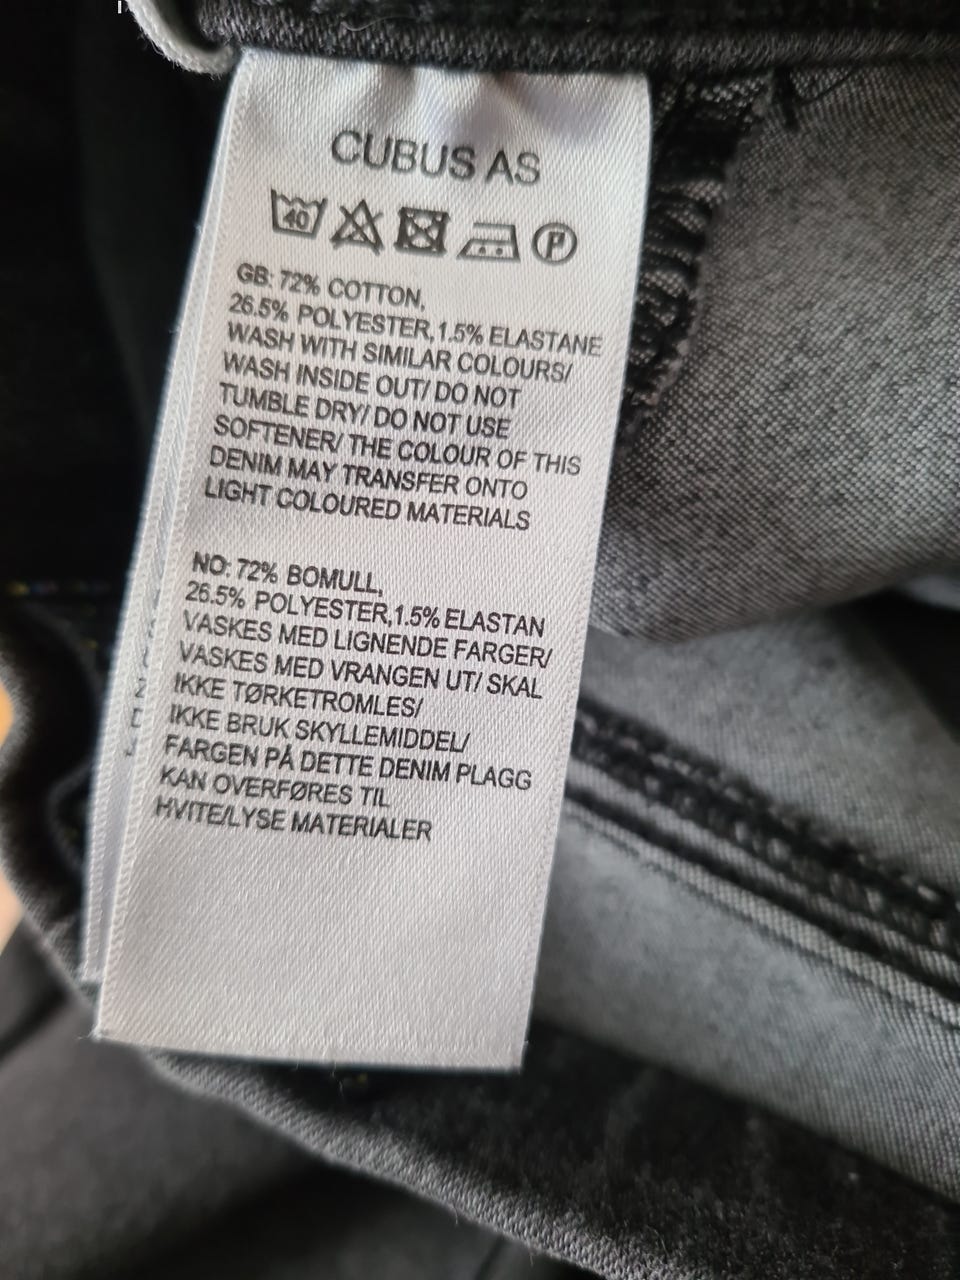 CUBUS AS
40 P
GB: 72% COTTON,
26.5% POLYESTER,1.5% ELASTANE
WASH WITH SIMILAR COLOURS/
WASH INSIDE OUT/ DO NOT
TUMBLE DRY/ DO NOT USE
SOFTENER/ THE COLOUR OF THIS
DENIM MAY TRANSFER ONTO
LIGHT COLOURED MATERIALS
NO: 72% BOMULL,
26.5% POLYESTER,1.5% ELASTAN
VASKES MED LIGNENDE FARGER/
VASKES MED VRANGEN UT/ SKAL
IKKE TØRKETROMLES/
IKKE BRUK SKYLLEMIDDEL/
FARGEN PÅ DETTE DENIM PLAGG
KAN OVERFØRES TIL
HVITE/LYSE MATERIALER